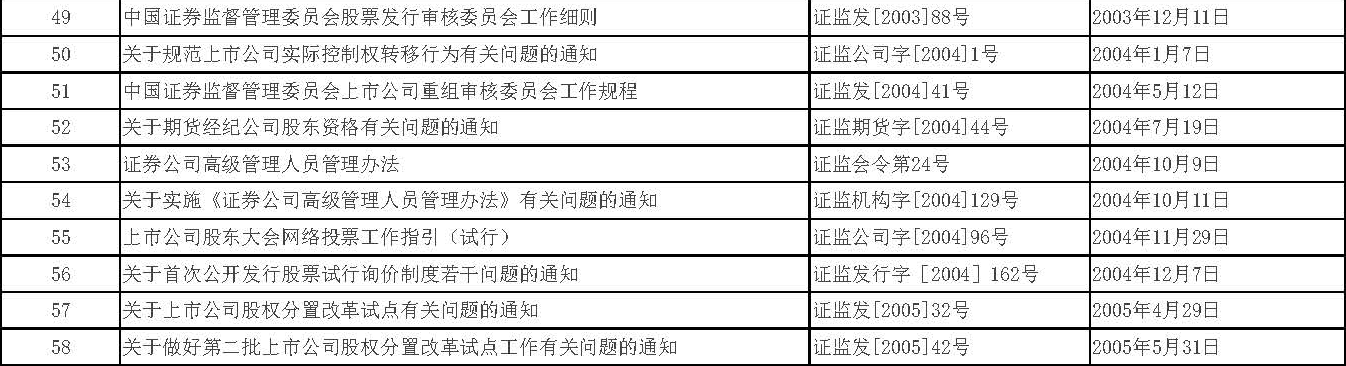 49 中国证券监督管理委员会股票发行审核委员会工作细则 证监发[2003]88号 2003年12月11日
50 关于规范上市公司实际控制权转移行为有关问题的通知 证监公司字[2004]1号 2004年1月7日
51 中国证券监督管理委员会上市公司重组审核委员会工作规程 证监发[2004]41号 2004年5月12日
52 关于期货经纪公司股东资格有关问题的通知 证监期货字[2004]44号 2004年7月19日
53 证券公司高级管理人员管理办法 证监会令第24号 2004年10月9日
54 关于实施《证券公司高级管理人员管理办法》有关问题的通知 证监机构字[2004]129号 2004年10月11日
55 上市公司股东大会网络投票工作指引（试行） 证监公司字[2004]96号 2004年11月29日
56 关于首次公开发行股票试行询价制度若干问题的通知 证监发行字［2004］162号 2004年12月7日
57 关于上市公司股权分置改革试点有关问题的通知 证监发[2005]32号 2005年4月29日
58 关于做好第二批上市公司股权分置改革试点工作有关问题的通知 证监发[2005]42号 2005年5月31日